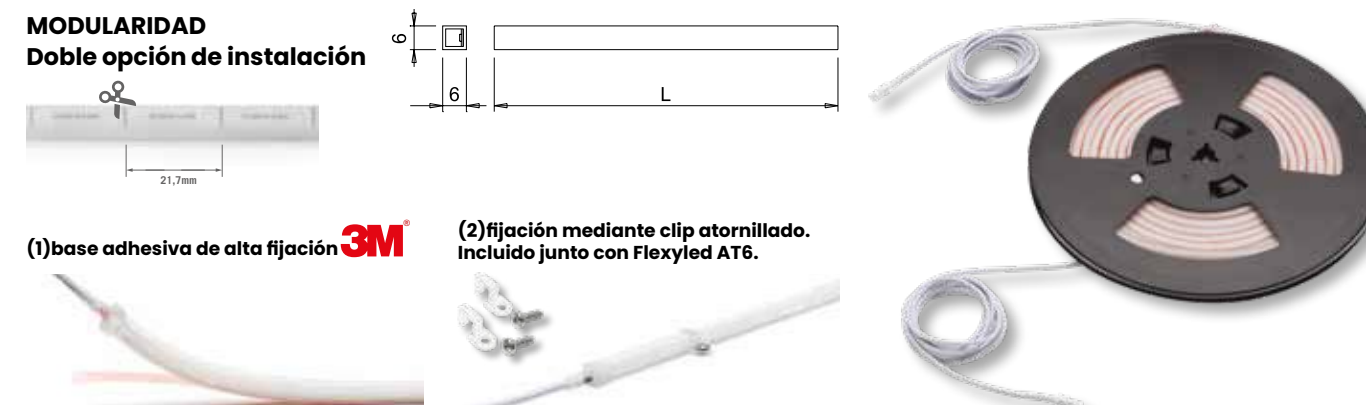 MODULARIDAD
Doble opción de instalación
6
6
L
21,7mm
(1)base adhesiva de alta fijación 3M®
(2)fijación mediante clip atornillado.
Incluido junto con Flexyled AT6.